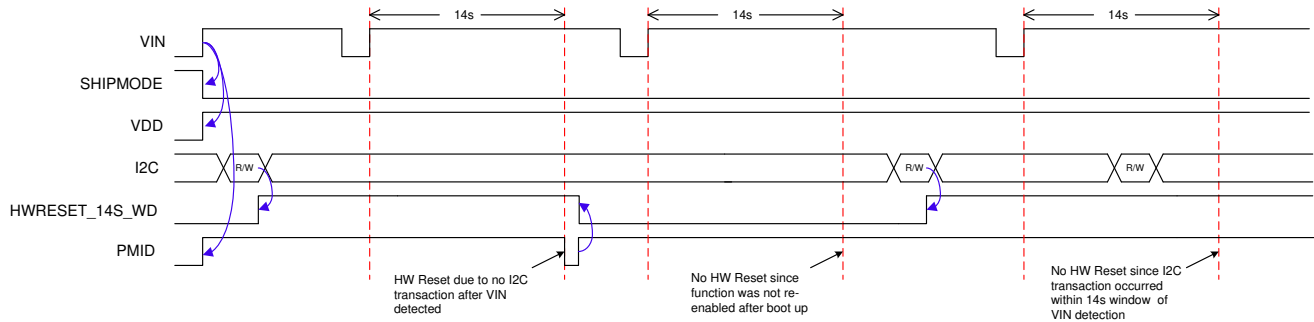 14s
14s
14s
VIN
SHIPMODE
VDD
I2C
R/W
R/W
R/W
HWRESET_14S_WD
PMID
HW Reset due to no I2C
transaction after VIN
detected
No HW Reset since
function was not re-
enabled after boot up
No HW Reset since I2C
transaction occurred
within 14s window of
VIN detection